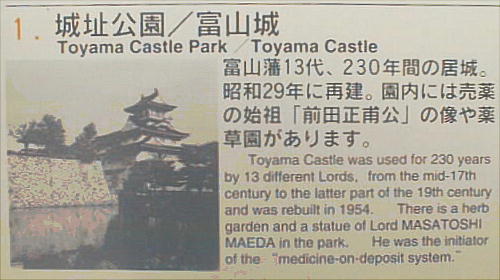 1. 城址公園／富山城
Toyama Castle Park ／Toyama Castle
富山藩13代、230年間の居城。
昭和29年に再建。園内には売薬
の始祖「前田正甫公」の像や薬
草園があります。
Toyama Castle was used for 230 years
by 13 different Lords, from the mid-17th
century to the latter part of the 19th century
and was rebuilt in 1954. There is a herb
garden and a statue of Lord MASATOSHI
MAEDA in the park. He was the initiator
of the "medicine-on-deposit system."